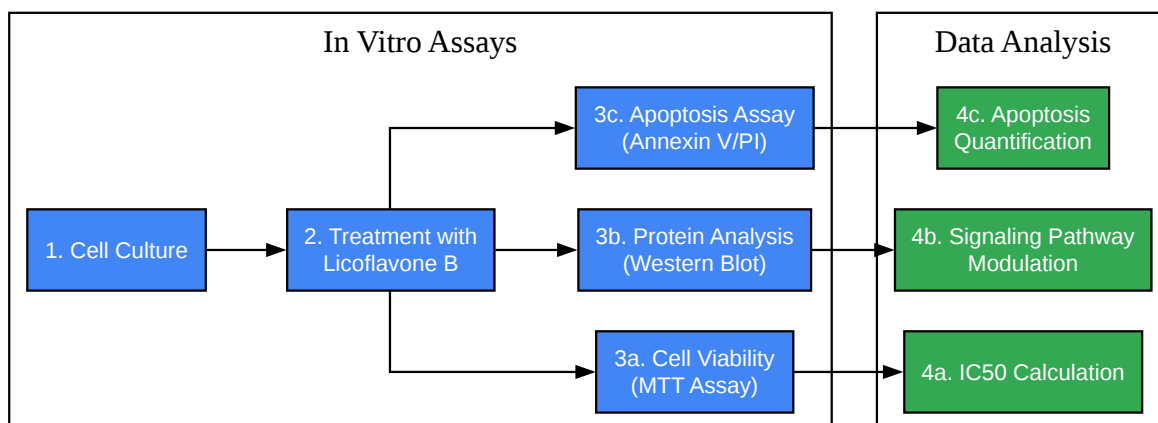 In Vitro Assays
Data Analysis
3c. Apoptosis Assay
(Annexin V/PI)
4c. Apoptosis
Quantification
1. Cell Culture
2. Treatment with
Licoflavone B
3b. Protein Analysis
(Western Blot)
4b. Signaling Pathway
Modulation
3a. Cell Viability
(MTT Assay)
4a. IC50 Calculation